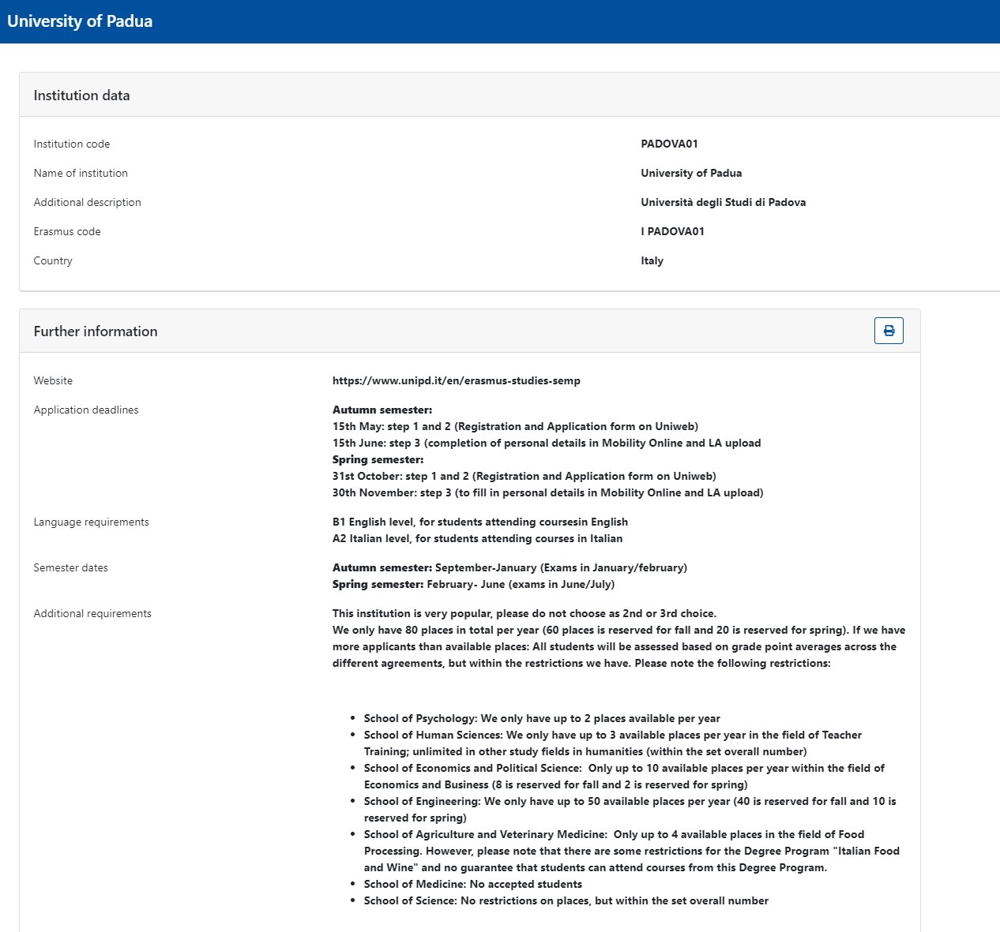 University of Padua
Institution data
Institution code PADOVA01
Name of institution University of Padua
Additional description Università degli Studi di Padova
Erasmus code I PADOVA01
Country Italy
Further information
Website https://www.unipd.it/en/erasmus-studies-semp
Application deadlines Autumn semester:
15th May: step 1 and 2 (Registration and Application form on Uniweb)
15th June: step 3 (completion of personal details in Mobility Online and LA upload
Spring semester:
31st October: step 1 and 2 (Registration and Application form on Uniweb)
30th November: step 3 (to fill in personal details in Mobility Online and LA upload)
Language requirements B1 English level, for students attending coursesin English
A2 Italian level, for students attending courses in Italian
Semester dates Autumn semester: September-January (Exams in January/february)
Spring semester: February- June (exams in June/July)
Additional requirements This institution is very popular, please do not choose as 2nd or 3rd choice.
We only have 80 places in total per year (60 places is reserved for fall and 20 is reserved for spring). If we have
more applicants than available places: All students will be assessed based on grade point averages across the
different agreements, but within the restrictions we have. Please note the following restrictions:
• School of Psychology: We only have up to 2 places available per year
• School of Human Sciences: We only have up to 3 available places per year in the field of Teacher
Training; unlimited in other study fields in humanities (within the set overall number)
• School of Economics and Political Science: Only up to 10 available places per year within the field of
Economics and Business (8 is reserved for fall and 2 is reserved for spring)
• School of Engineering: We only have up to 50 available places per year (40 is reserved for fall and 10 is
reserved for spring)
• School of Agriculture and Veterinary Medicine: Only up to 4 available places in the field of Food
Processing. However, please note that there are some restrictions for the Degree Program "Italian Food
and Wine" and no guarantee that students can attend courses from this Degree Program.
• School of Medicine: No accepted students
• School of Science: No restrictions on places, but within the set overall number